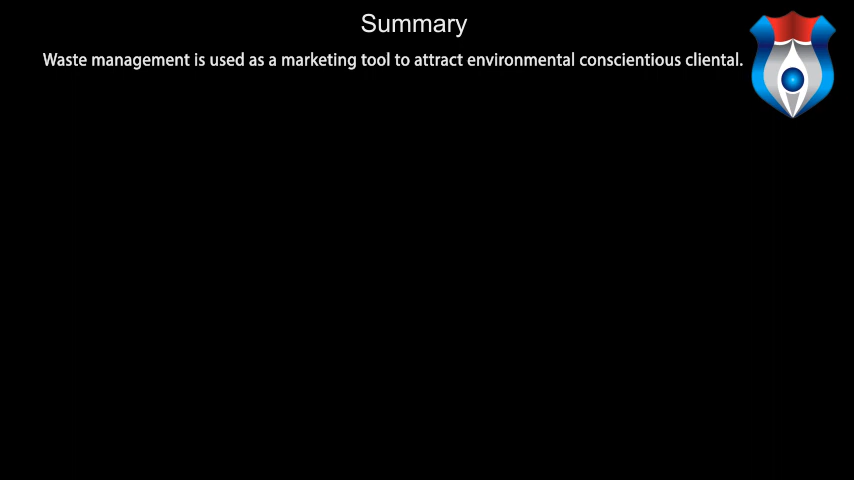 Summary
Waste management is used as a marketing tool to attract environmental conscientious cliental.